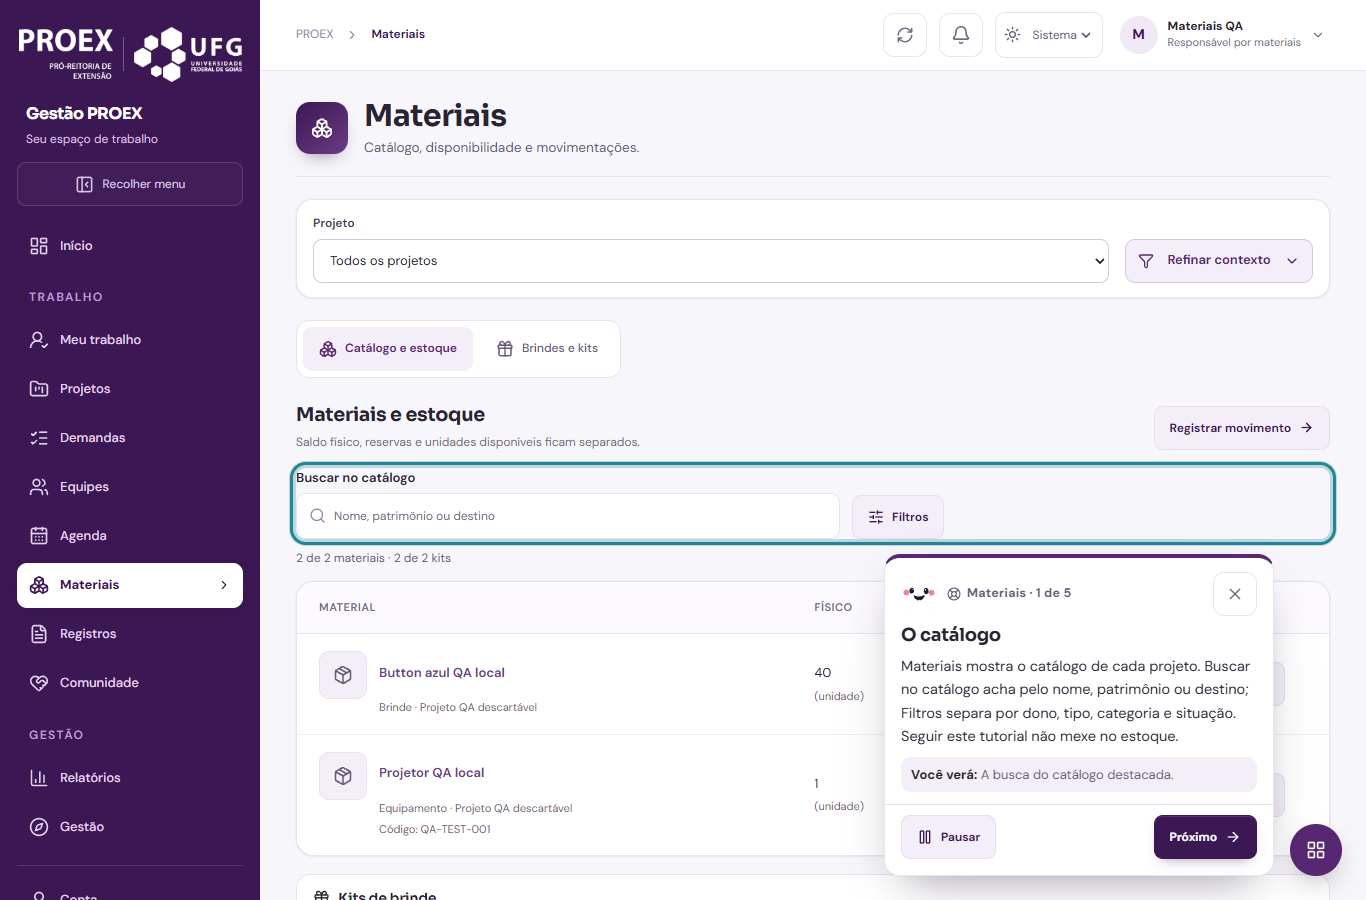 PROEX
PRÓ-REITORIA DE
EXTENSÃO
UFG
UNIVERSIDADE
FEDERAL DE GOIÁS
Gestão PROEX
Seu espaço de trabalho
Recolher menu
Início
TRABALHO
Meu trabalho
Projetos
Demandas
Equipes
Agenda
Materiais
Registros
Comunidade
GESTÃO
Relatórios
Gestão
Conta
PROEX > Materiais
Sistema
M
Materiais QA
Responsável por materiais
Materiais
Catálogo, disponibilidade e movimentações.
Projeto
Todos os projetos
Refinar contexto
Catálogo e estoque
Brindes e kits
Materiais e estoque
Saldo físico, reservas e unidades disponíveis ficam separados.
Registrar movimento
Buscar no catálogo
Nome, patrimônio ou destino
Filtros
2 de 2 materiais · 2 de 2 kits
MATERIAL
FÍSICO
Button azul QA local
Brinde · Projeto QA descartável
40
(unidade)
Projetor QA local
Equipamento · Projeto QA descartável
Código: QA-TEST-001
1
(unidade)
Kits de brinde
Materiais · 1 de 5
O catálogo
Materiais mostra o catálogo de cada projeto. Buscar
no catálogo acha pelo nome, patrimônio ou destino;
Filtros separa por dono, tipo, categoria e situação.
Seguir este tutorial não mexe no estoque.
Você verá: A busca do catálogo destacada.
Pausar
Próximo